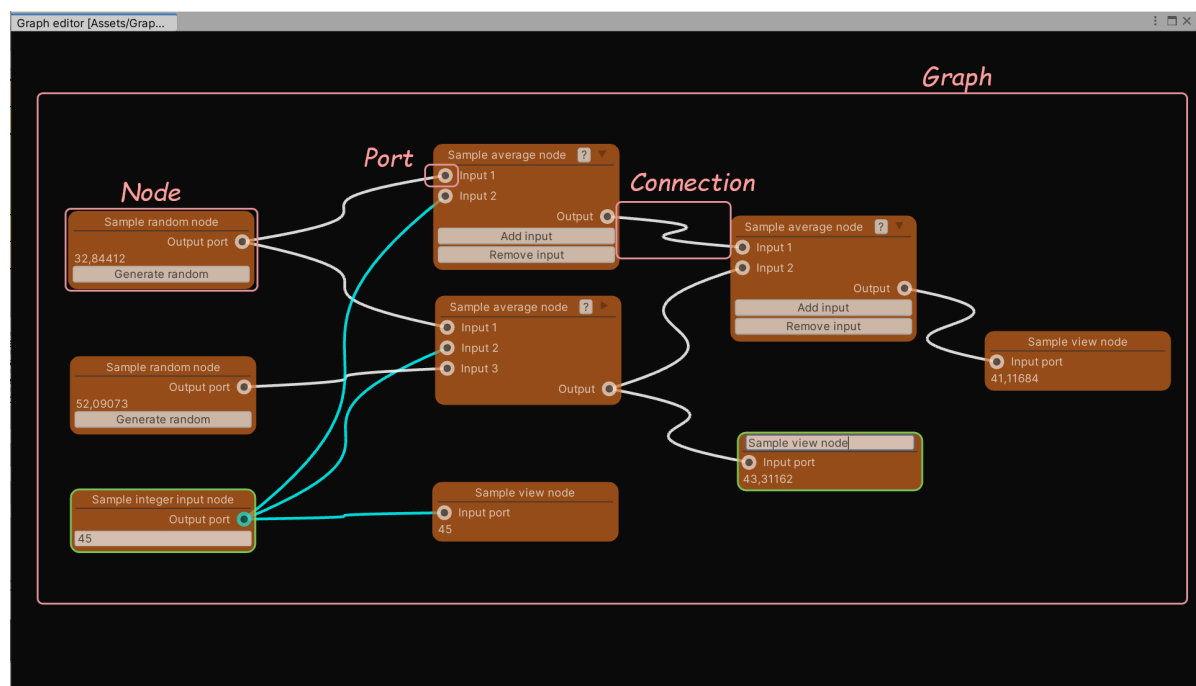 Graph editor [Assets/Grap...
Graph
Node
Port
Connection
Sample random node
Output port
32,84412
Generate random
Sample random node
Output port
52,09073
Generate random
Sample integer input node
Output port
45
Sample average node ?
Input 1
Input 2
Output
Add input
Remove input
Sample average node ?
Input 1
Input 2
Input 3
Output
Sample view node
Input port
45
Sample average node ?
Input 1
Input 2
Output
Add input
Remove input
Sample view node
Input port
43,31162
Sample view node
Input port
41,11684